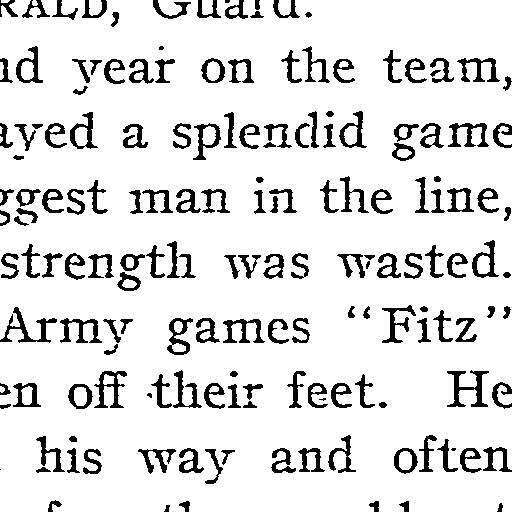 RALD, Guard.
nd year on the team,
ayed a splendid game
ggest man in the line,
strength was wasted.
Army games "Fitz"
en off their feet. He
his way and often